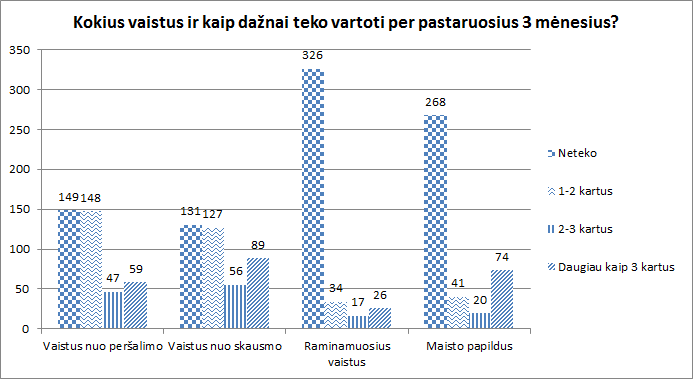 Kokius vaistus ir kaip dažnai teko vartoti per pastaruosius 3 mėnesius?
350
300
250
200
150
100
50
0
149
148
47
59
131
127
56
89
326
34
17
26
268
41
20
74
Vaistus nuo peršalimo
Vaistus nuo skausmo
Raminamuosius
vaistus
Maisto papildus
Neteko
1-2 kartus
2-3 kartus
Daugiau kaip 3 kartus